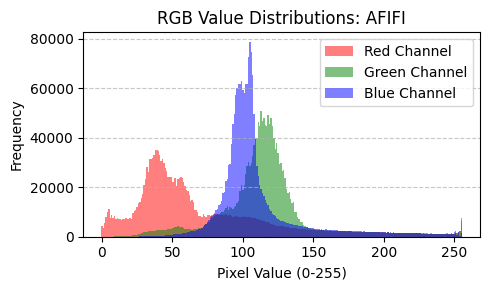 RGB Value Distributions: AFIFI
Red Channel
Green Channel
Blue Channel
Frequency
80000
60000
40000
20000
0
0 50 100 150 200 250
Pixel Value (0-255)